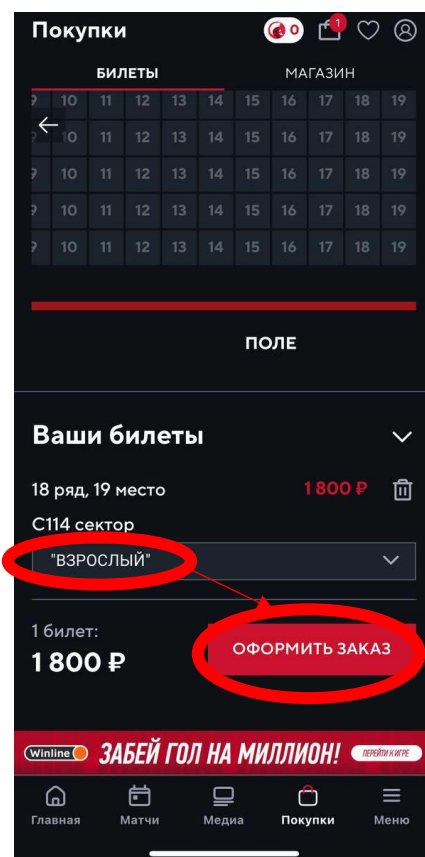 Покупки 0 1
БИЛЕТЫ МАГАЗИН
9 10 11 12 13 14 15 16 17 18 19
10 11 12 13 14 15 16 17 18 19
9 10 11 12 13 14 15 16 17 18 19
9 10 11 12 13 14 15 16 17 18 19
9 10 11 12 13 14 15 16 17 18 19
ПОЛЕ
Ваши билеты
18 ряд, 19 место 1 800 ₽
C114 сектор
"ВЗРОСЛЫЙ"
1 билет:
1 800 ₽
ОФОРМИТЬ ЗАКАЗ
Winline ЗАБЕЙ ГОЛ НА МИЛЛИОН! ПЕРЕЙТИ К ИГРЕ
Главная Матчи Медиа Покупки Меню